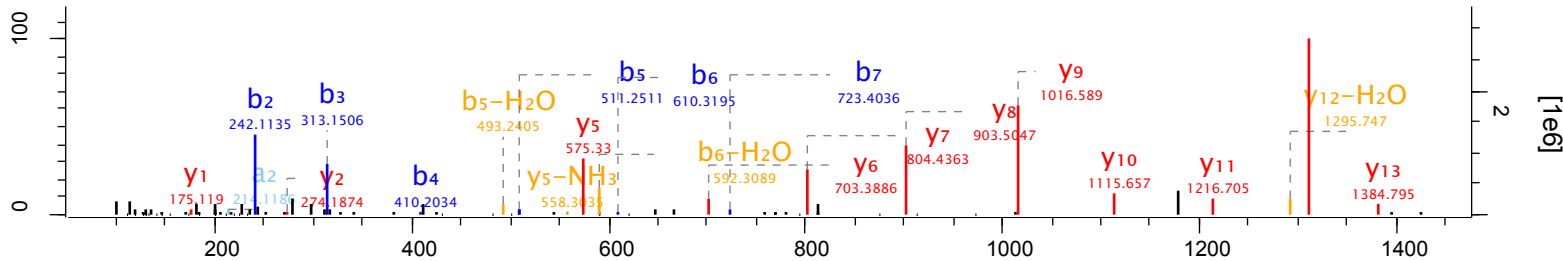 100
0
2
0
[1e6]
b₂
242.1135
b₃
313.1506
y₁
175.119
a₂
214.1186
y₂
274.1874
b₄
410.2034
b₅-H₂O
493.2405
b₅
511.2511
y₅
575.33
y₅-NH₃
558.3035
b₆
610.3195
b₆-H₂O
592.3089
b₇
723.4036
y₆
703.3886
y₇
804.4363
y₈
903.5047
y₉
1016.589
y₁₀
1115.657
y₁₁
1216.705
y₁₂-H₂O
1295.747
y₁₃
1384.795
200 400 600 800 1000 1200 1400